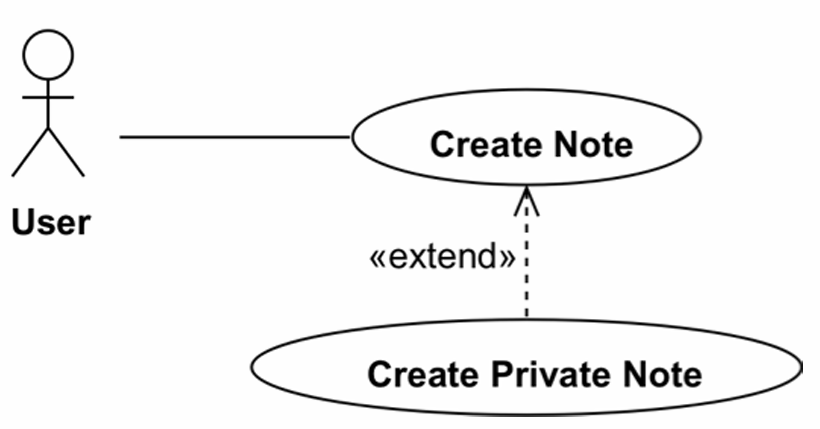 Create Note
User
«extend»
Create Private Note